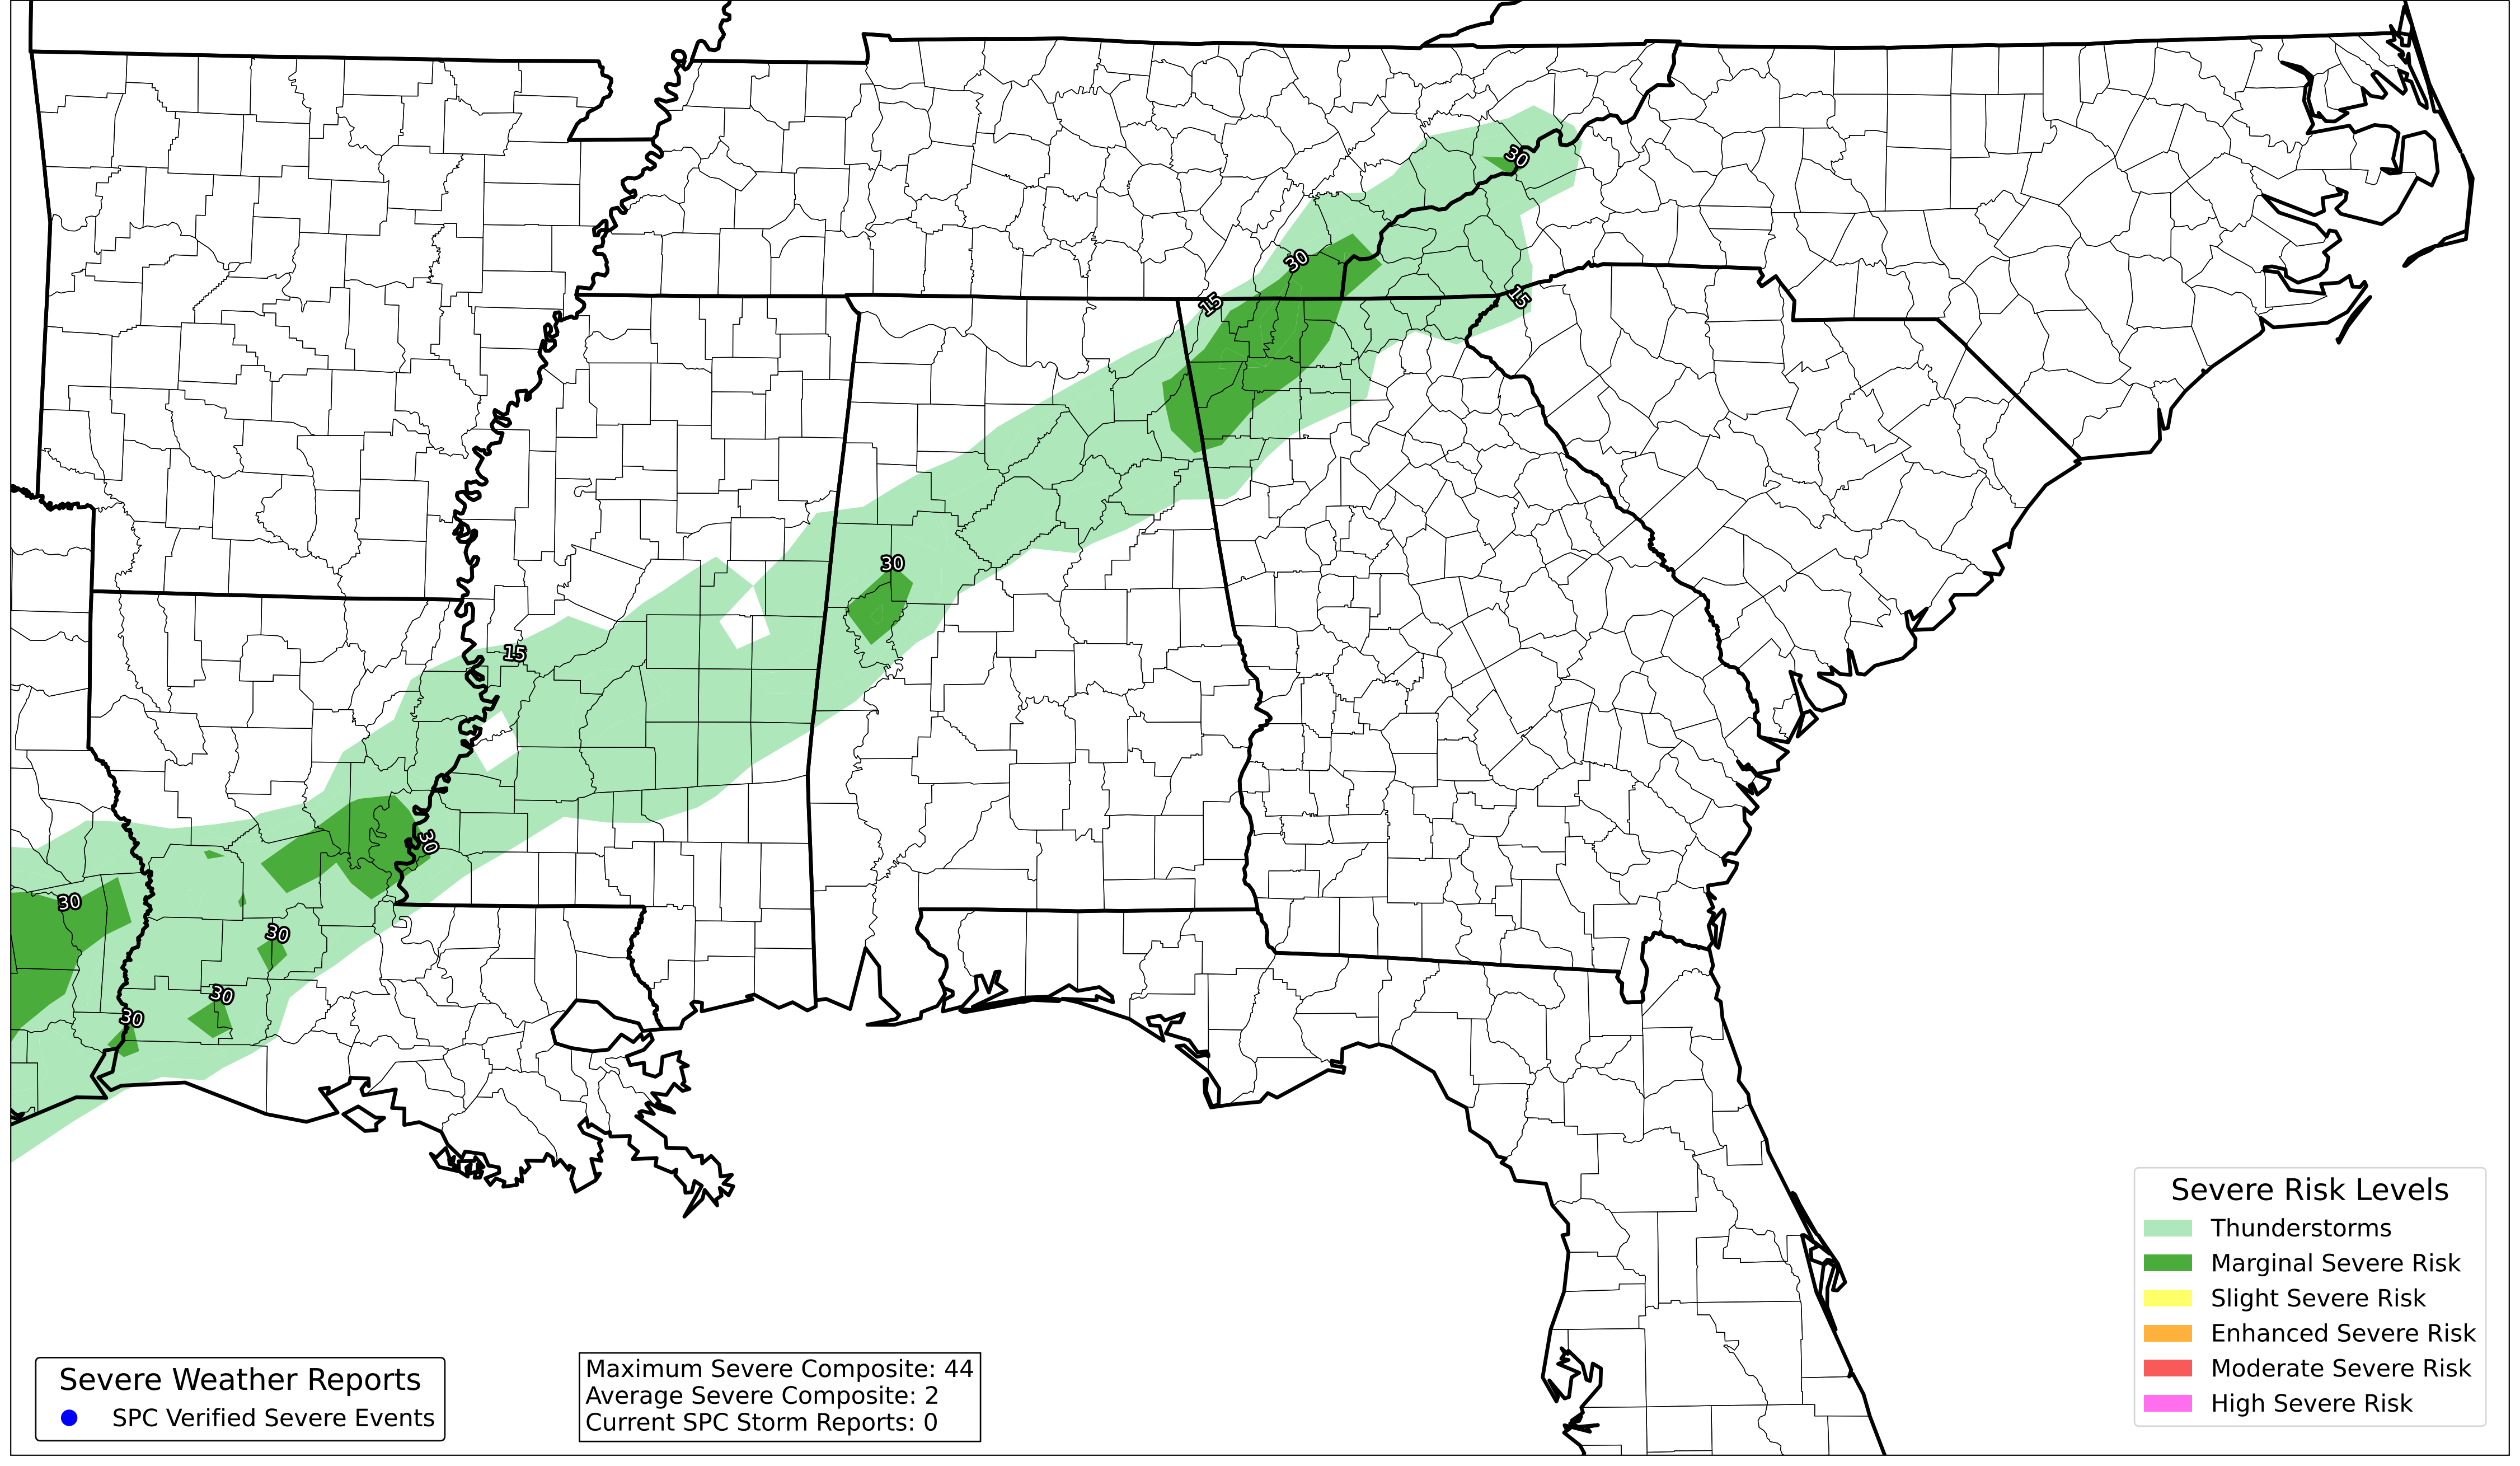 30
30
15
15
30
15
30
30
30
30
30
Severe Risk Levels
Thunderstorms
Marginal Severe Risk
Slight Severe Risk
Enhanced Severe Risk
Moderate Severe Risk
High Severe Risk
Severe Weather Reports
SPC Verified Severe Events
Maximum Severe Composite: 44
Average Severe Composite: 2
Current SPC Storm Reports: 0